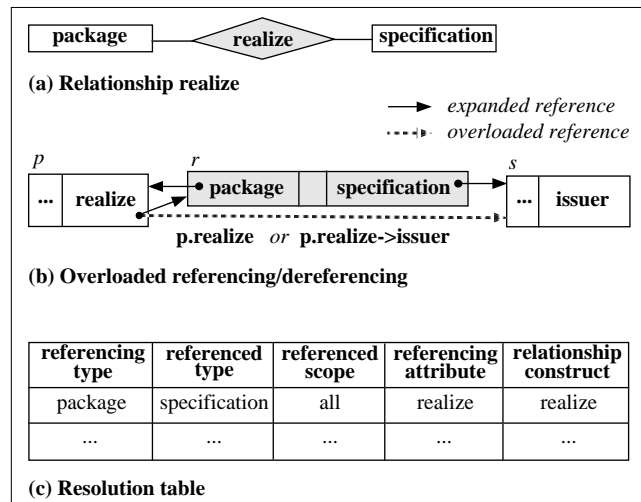 package realize specification
(a) Relationship realize
expanded reference
overloaded reference
p r s
... realize package specification ... issuer
p.realize or p.realize->issuer
(b) Overloaded referencing/dereferencing
referencing type referenced type referenced scope referencing attribute relationship construct
package specification all realize realize
... ... ... ... ...
(c) Resolution table